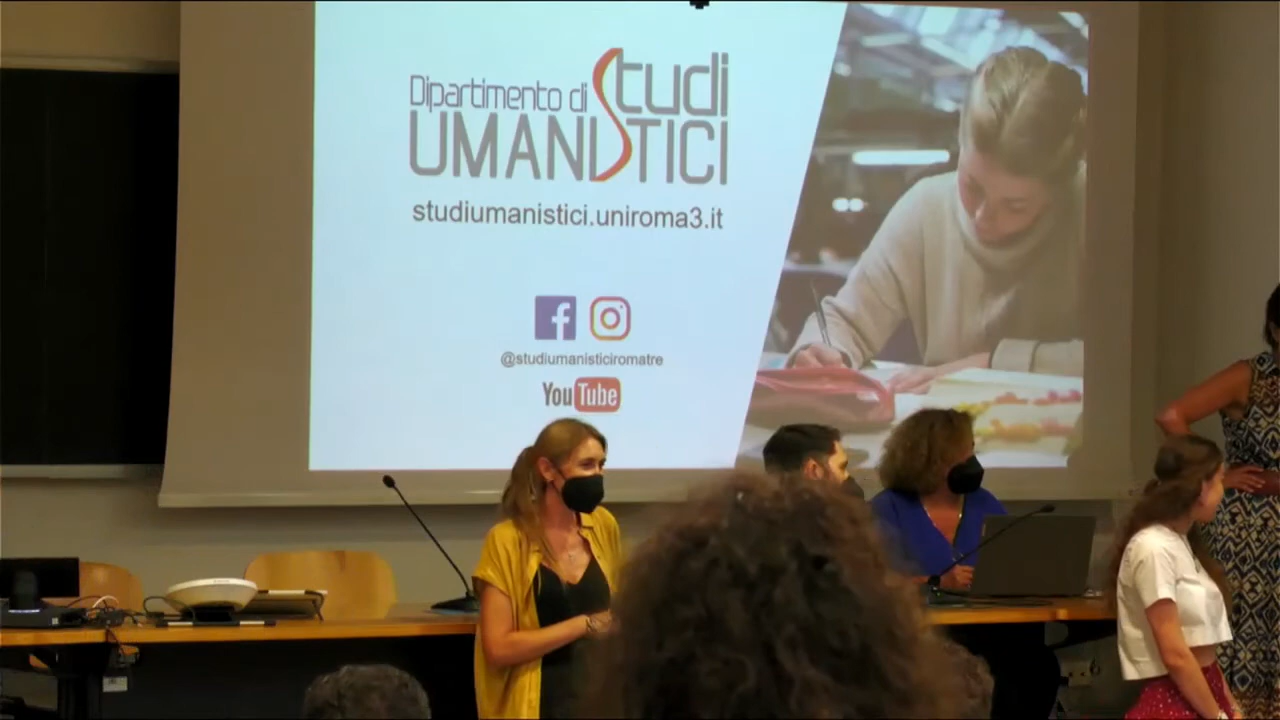 Dipartimento di Studi
UMANISTICI
studiumanistici.uniroma3.it
@studiumanisticiromatre
YouTube